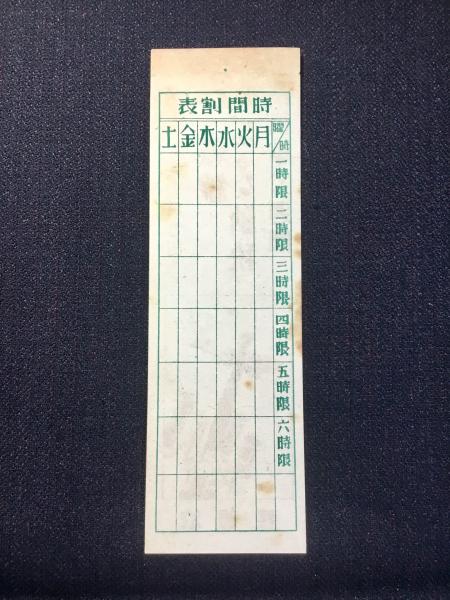 時間割表
曜/時 月 火 水 木 金 土
一時限
二時限
三時限
四時限
五時限
六時限